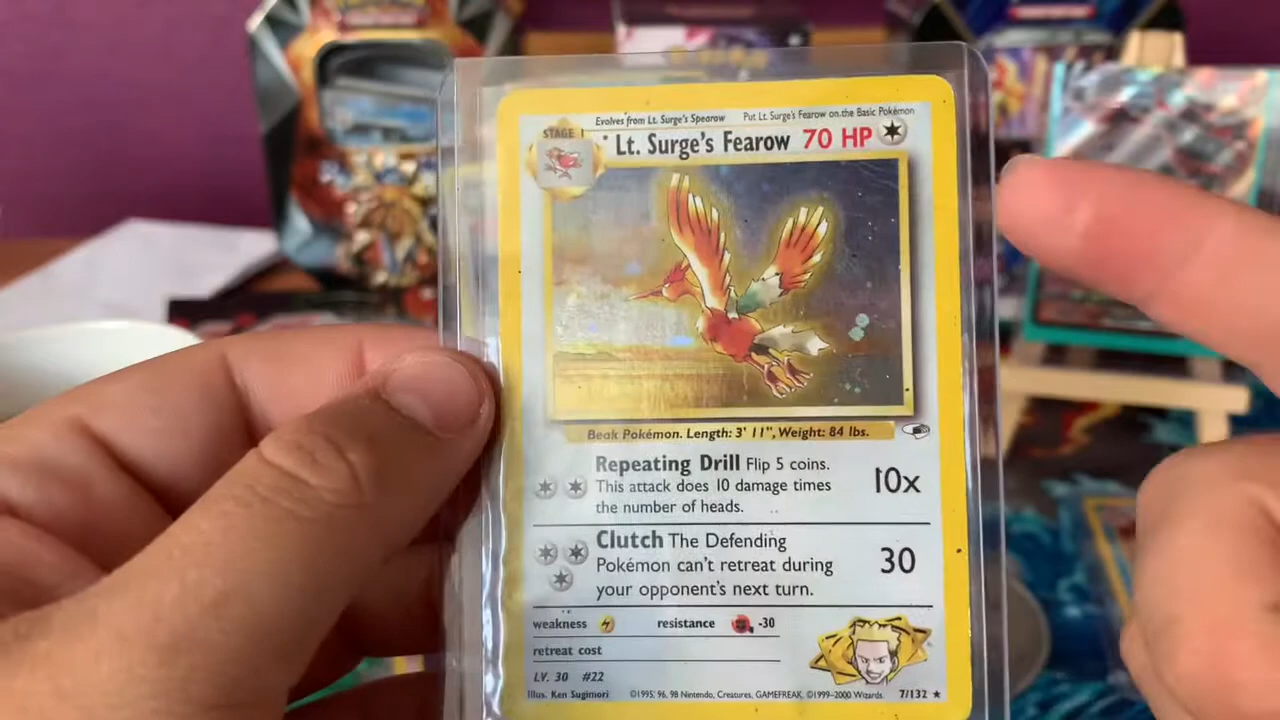 Evolves from Lt. Surge's Spearow Put Lt. Surge's Fearow on the Basic Pokémon
STAGE 1
Lt. Surge's Fearow 70 HP
Beak Pokémon. Length: 3' 11", Weight: 84 lbs.
Repeating Drill Flip 5 coins.
This attack does 10 damage times
the number of heads.
10x
Clutch The Defending
Pokémon can't retreat during
your opponent's next turn.
30
weakness resistance -30
retreat cost
LV. 30 #22
Illus. Ken Sugimori ©1995, 96, 98 Nintendo, Creatures, GAMEFREAK. ©1999-2000 Wizards. 7/132 ★